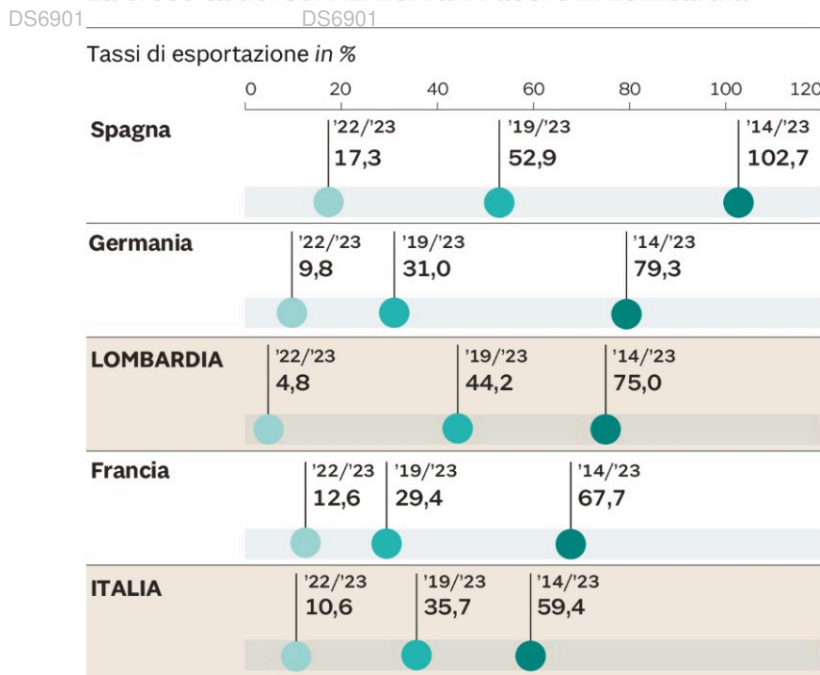 DS6901 DS6901
Tassi di esportazione in %
0 20 40 60 80 100 120
Spagna
'22/'23 '19/'23 '14/'23
17,3 52,9 102,7
Germania
'22/'23 '19/'23 '14/'23
9,8 31,0 79,3
LOMBARDIA
'22/'23 '19/'23 '14/'23
4,8 44,2 75,0
Francia
'22/'23 '19/'23 '14/'23
12,6 29,4 67,7
ITALIA
'22/'23 '19/'23 '14/'23
10,6 35,7 59,4